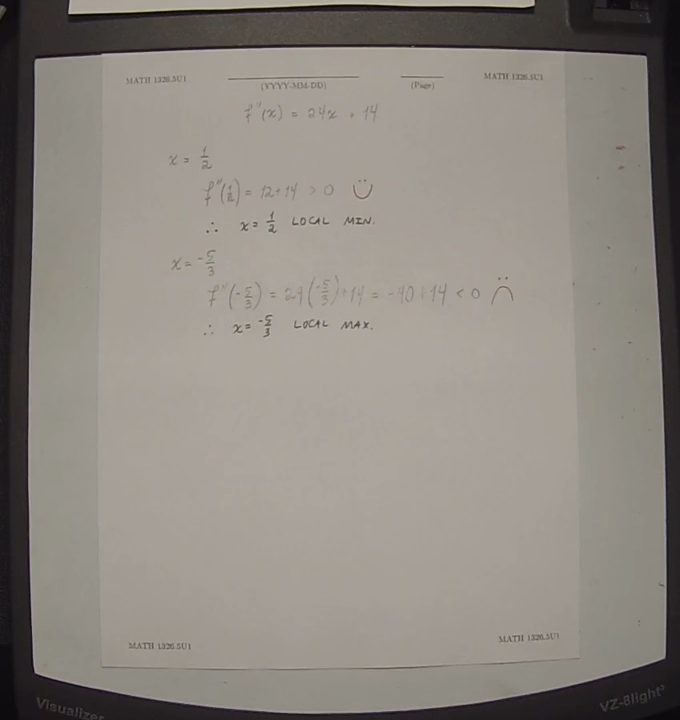 MATH 1326.5U1
(YYYY-MM-DD)
(Page)
MATH 1326.5U1
f''(x) = 24x + 14
x = 1/2
f''(1/2) = 12+14 > 0
∴ x = 1/2 LOCAL MIN.
x = -5/3
f''(-5/3) = 24(-5/3)+14 = -40+14 < 0
∴ x = -5/3 LOCAL MAX.
MATH 1326.5U1
MATH 1326.5U1
Visualizer
VZ-8light³